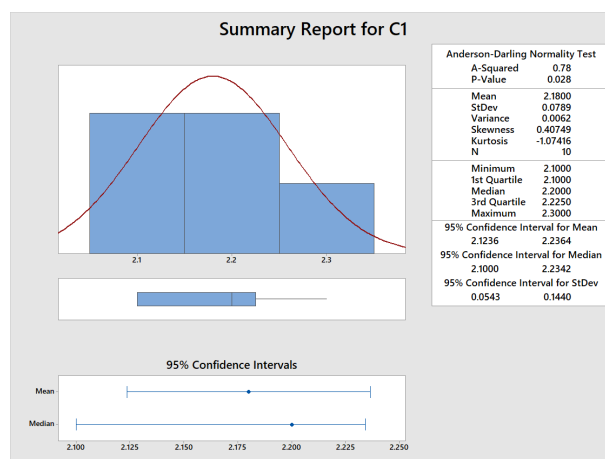 Summary Report for C1
2.1 2.2 2.3
95% Confidence Intervals
Mean
Median
2.100 2.125 2.150 2.175 2.200 2.225 2.250
Anderson-Darling Normality Test
A-Squared 0.78
P-Value 0.028
Mean 2.1800
StDev 0.0789
Variance 0.0062
Skewness 0.40749
Kurtosis -1.07416
N 10
Minimum 2.1000
1st Quartile 2.1000
Median 2.2000
3rd Quartile 2.2250
Maximum 2.3000
95% Confidence Interval for Mean
2.1236 2.2364
95% Confidence Interval for Median
2.1000 2.2342
95% Confidence Interval for StDev
0.0543 0.1440